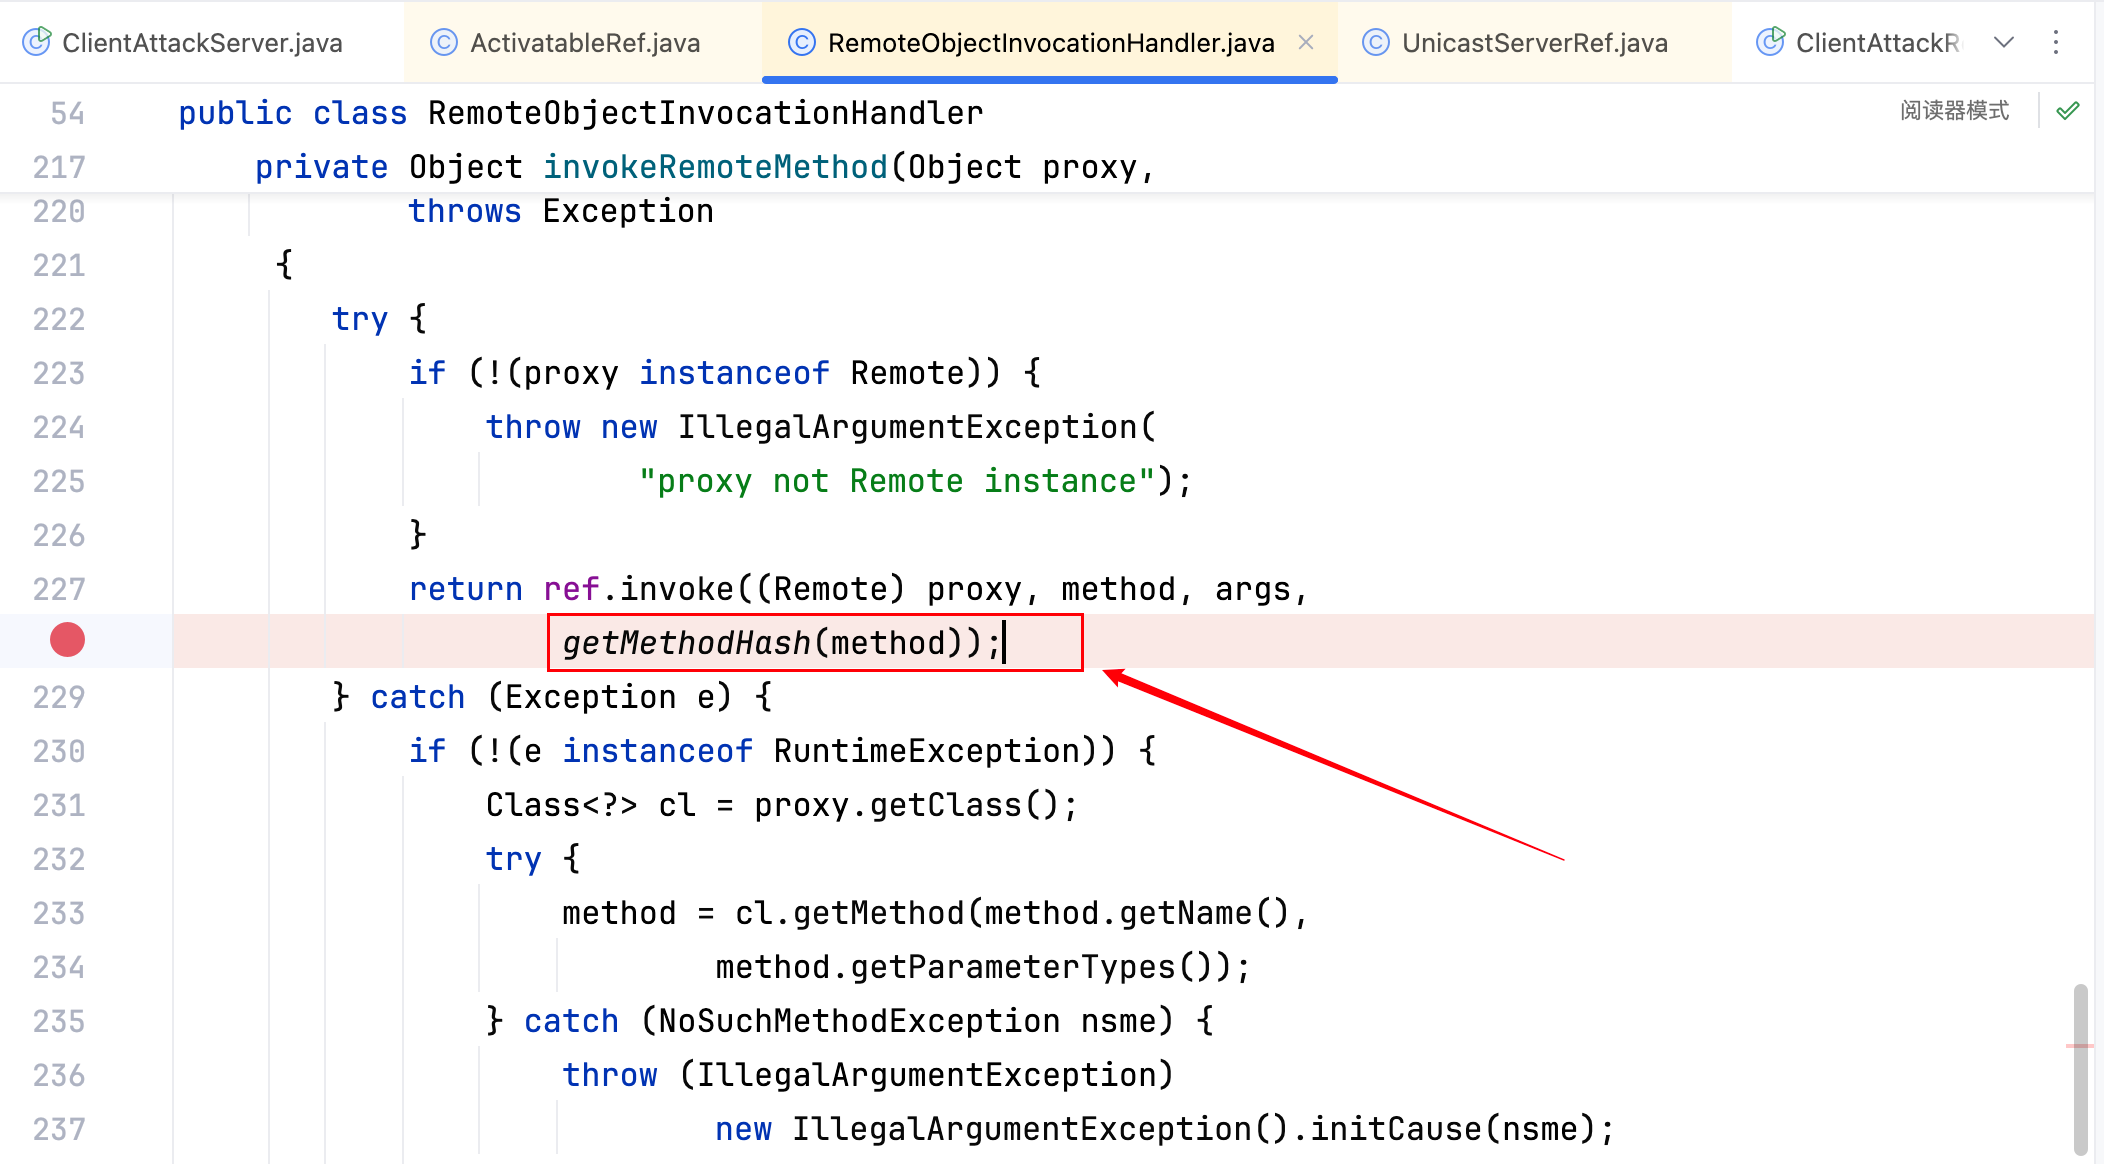 ClientAttackServer.java ActivatableRef.java RemoteObjectInvocationHandler.java UnicastServerRef.java ClientAttackR
54 public class RemoteObjectInvocationHandler 阅读器模式
217 private Object invokeRemoteMethod(Object proxy,
220 throws Exception
221 {
222 try {
223 if (!(proxy instanceof Remote)) {
224 throw new IllegalArgumentException(
225 "proxy not Remote instance");
226 }
227 return ref.invoke((Remote) proxy, method, args,
getMethodHash(method));
229 } catch (Exception e) {
230 if (!(e instanceof RuntimeException)) {
231 Class<?> cl = proxy.getClass();
232 try {
233 method = cl.getMethod(method.getName(),
234 method.getParameterTypes());
235 } catch (NoSuchMethodException nsme) {
236 throw (IllegalArgumentException)
237 new IllegalArgumentException().initCause(nsme);